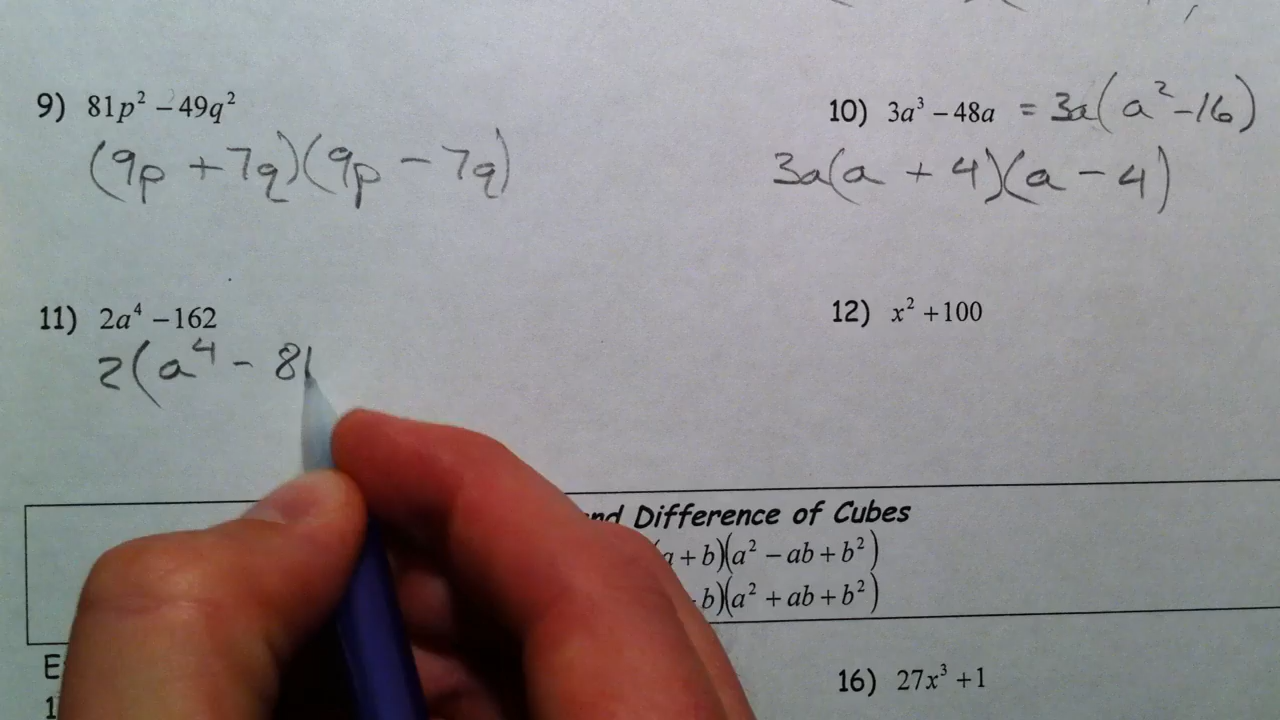 9) 81p² − 49q²
(9p + 7q)(9p − 7q)
10) 3a³ − 48a = 3a(a² − 16)
3a(a + 4)(a − 4)
11) 2a⁴ − 162
2(a⁴ − 81
12) x² + 100
Difference of Cubes
a + b)(a² − ab + b²)
b)(a² + ab + b²)
16) 27x³ + 1